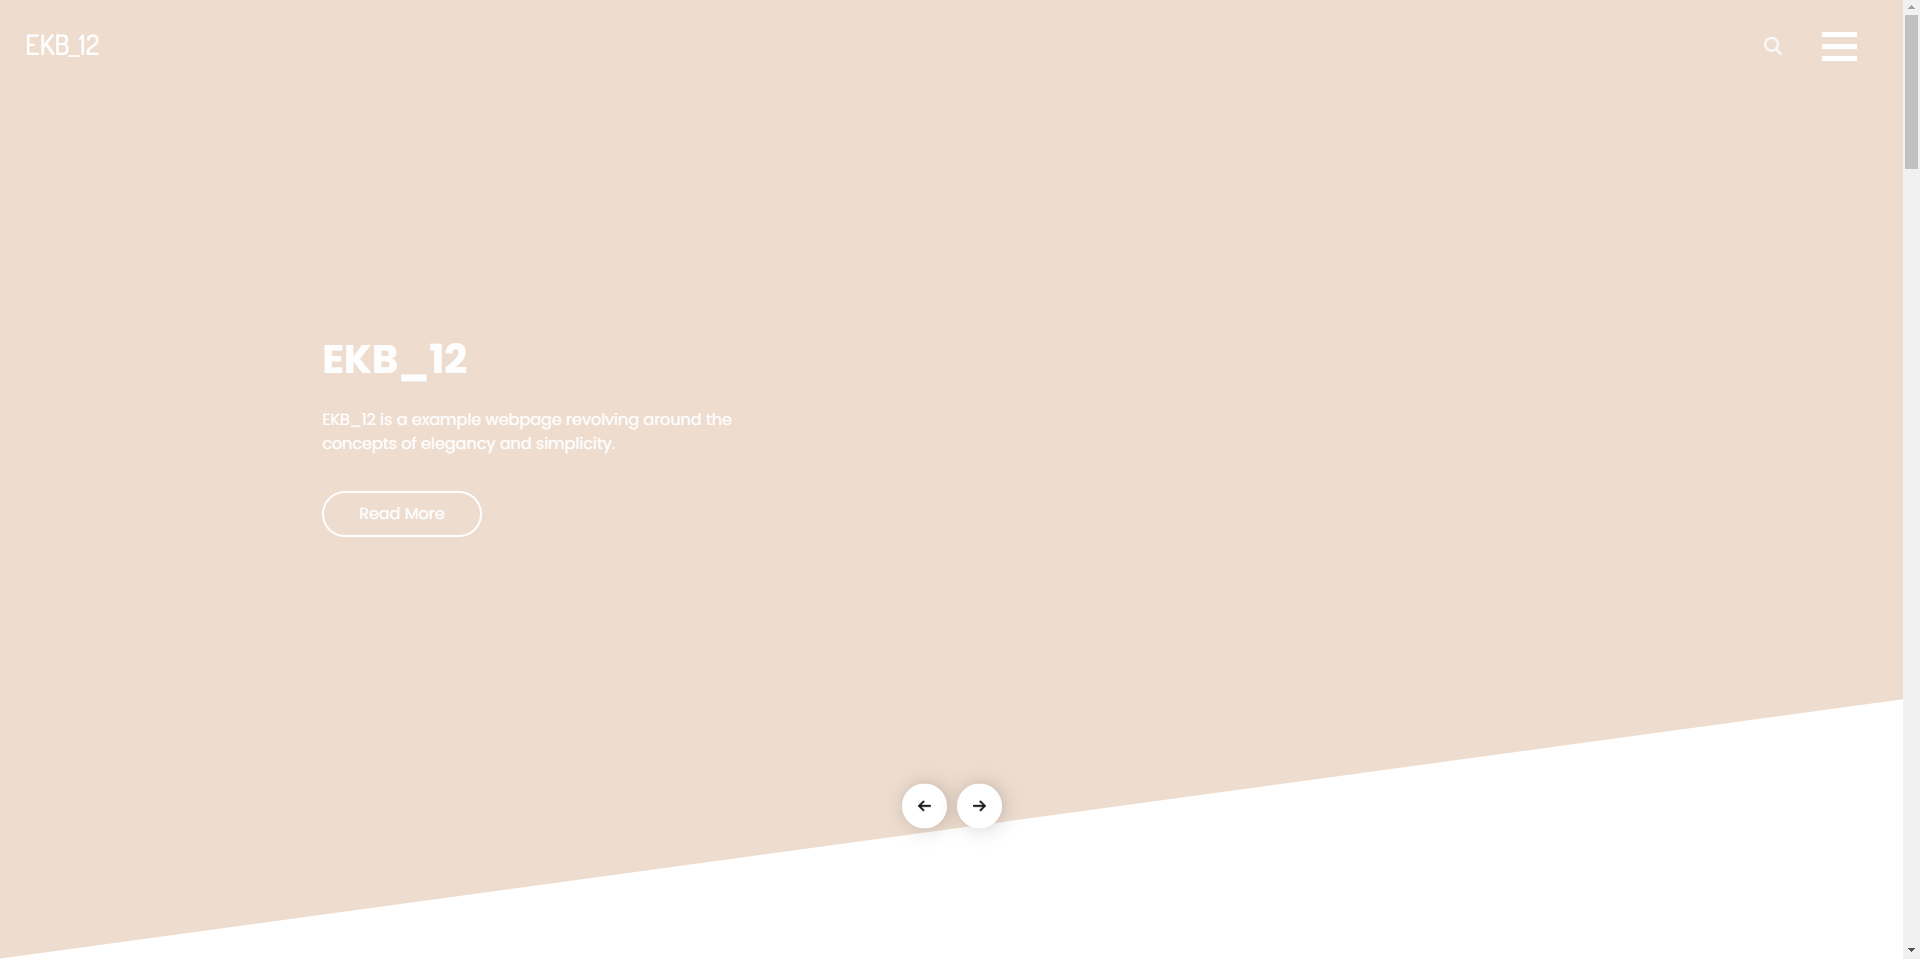 EKB_12
EKB_12
EKB_12 is a example webpage revolving around the
concepts of elegancy and simplicity.
Read More